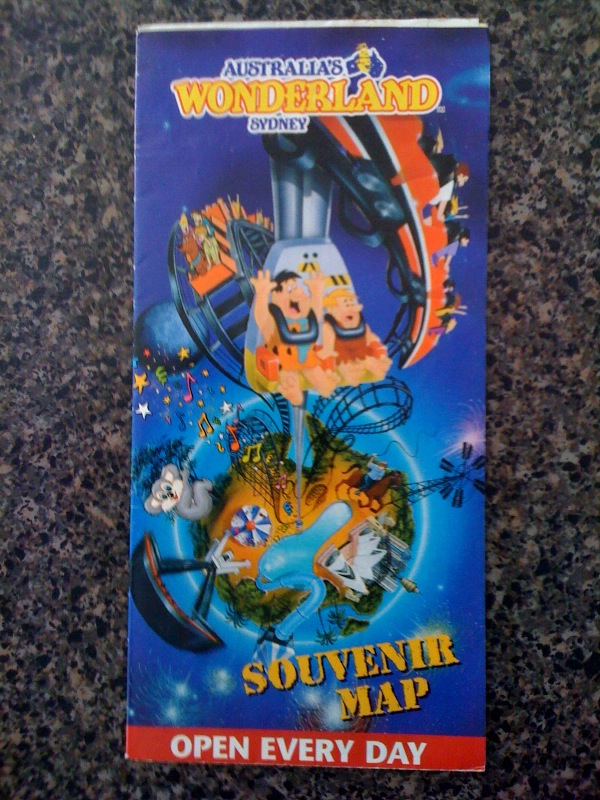 AUSTRALIA'S
WONDERLAND
SYDNEY
SOUVENIR
MAP
OPEN EVERY DAY